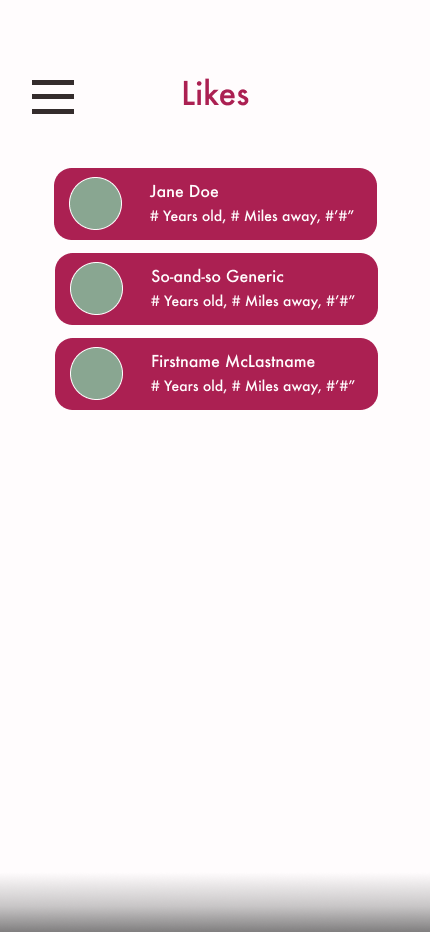 Likes
Jane Doe
# Years old, # Miles away, #’#”
So-and-so Generic
# Years old, # Miles away, #’#”
Firstname McLastname
# Years old, # Miles away, #’#”